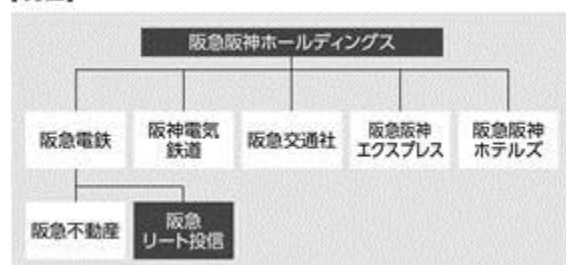 阪急阪神ホールディングス
阪急電鉄
阪神電気
鉄道
阪急交通社
阪急阪神
エクスプレス
阪急阪神
ホテルズ
阪急不動産
阪急
リート投信